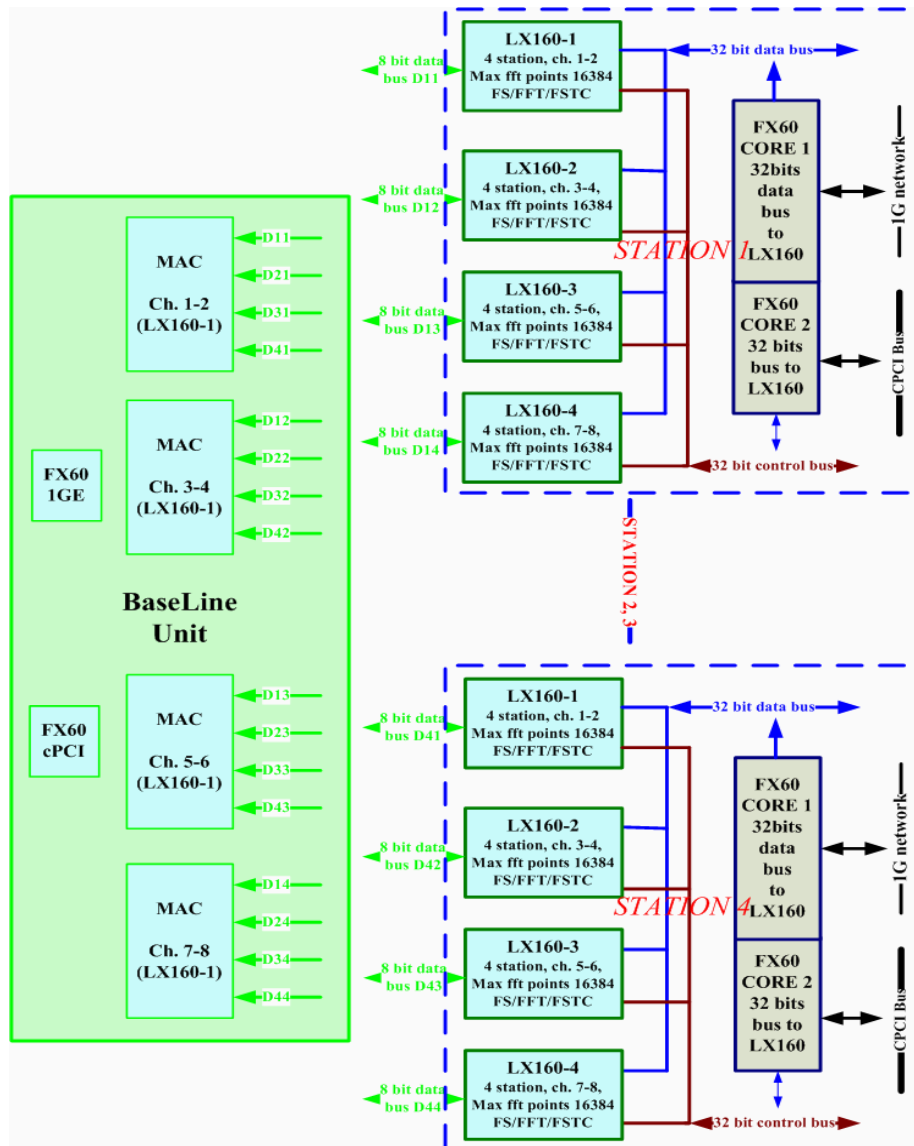 LX160-1
4 station, ch. 1-2
Max fft points 16384
FS/FFT/FSTC
8 bit data
bus D11
32 bit data bus
LX160-2
4 station, ch. 3-4,
Max fft points 16384
FS/FFT/FSTC
8 bit data
bus D12
LX160-3
4 station, ch. 5-6,
Max fft points 16384
FS/FFT/FSTC
8 bit data
bus D13
LX160-4
4 station, ch. 7-8,
Max fft points 16384
FS/FFT/FSTC
8 bit data
bus D14
STATION 1
FX60
CORE 1
32bits
data
bus
to
LX160
FX60
CORE 2
32 bits
bus to
LX160
1G network
CPCI Bus
32 bit control bus
MAC
Ch. 1-2
(LX160-1)
D11
D21
D31
D41
MAC
Ch. 3-4
(LX160-1)
D12
D22
D32
D42
FX60
1GE
BaseLine
Unit
FX60
cPCI
MAC
Ch. 5-6
(LX160-1)
D13
D23
D33
D43
MAC
Ch. 7-8
(LX160-1)
D14
D24
D34
D44
STATION 2, 3
LX160-1
4 station, ch. 1-2
Max fft points 16384
FS/FFT/FSTC
8 bit data
bus D41
32 bit data bus
LX160-2
4 station, ch. 3-4,
Max fft points 16384
FS/FFT/FSTC
8 bit data
bus D42
LX160-3
4 station, ch. 5-6,
Max fft points 16384
FS/FFT/FSTC
8 bit data
bus D43
LX160-4
4 station, ch. 7-8,
Max fft points 16384
FS/FFT/FSTC
8 bit data
bus D44
STATION 4
FX60
CORE 1
32bits
data
bus
to
LX160
FX60
CORE 2
32 bits
bus to
LX160
1G network
CPCI Bus
32 bit control bus